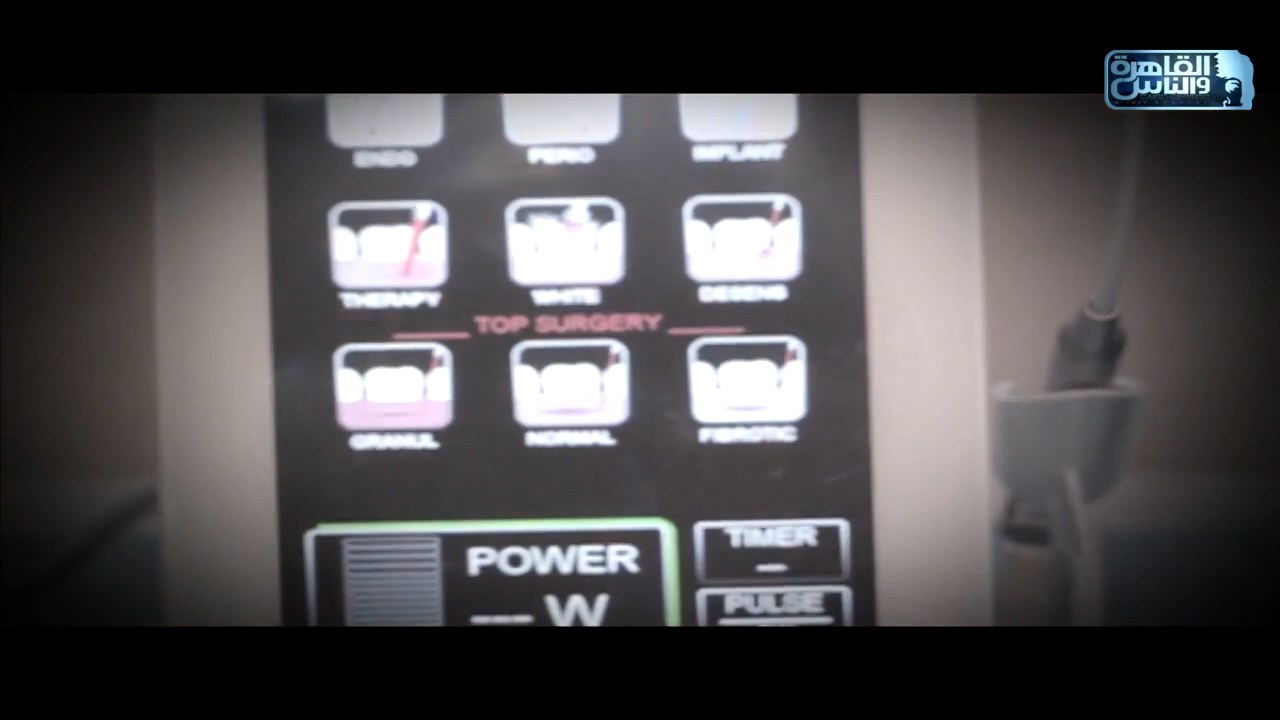 القاهرة
والناس
ENDO PERIO IMPLANT
THERAPY WHITE DESENS
TOP SURGERY
GRANUL NORMAL FIBROTIC
POWER
--- W
TIMER
--
PULSE